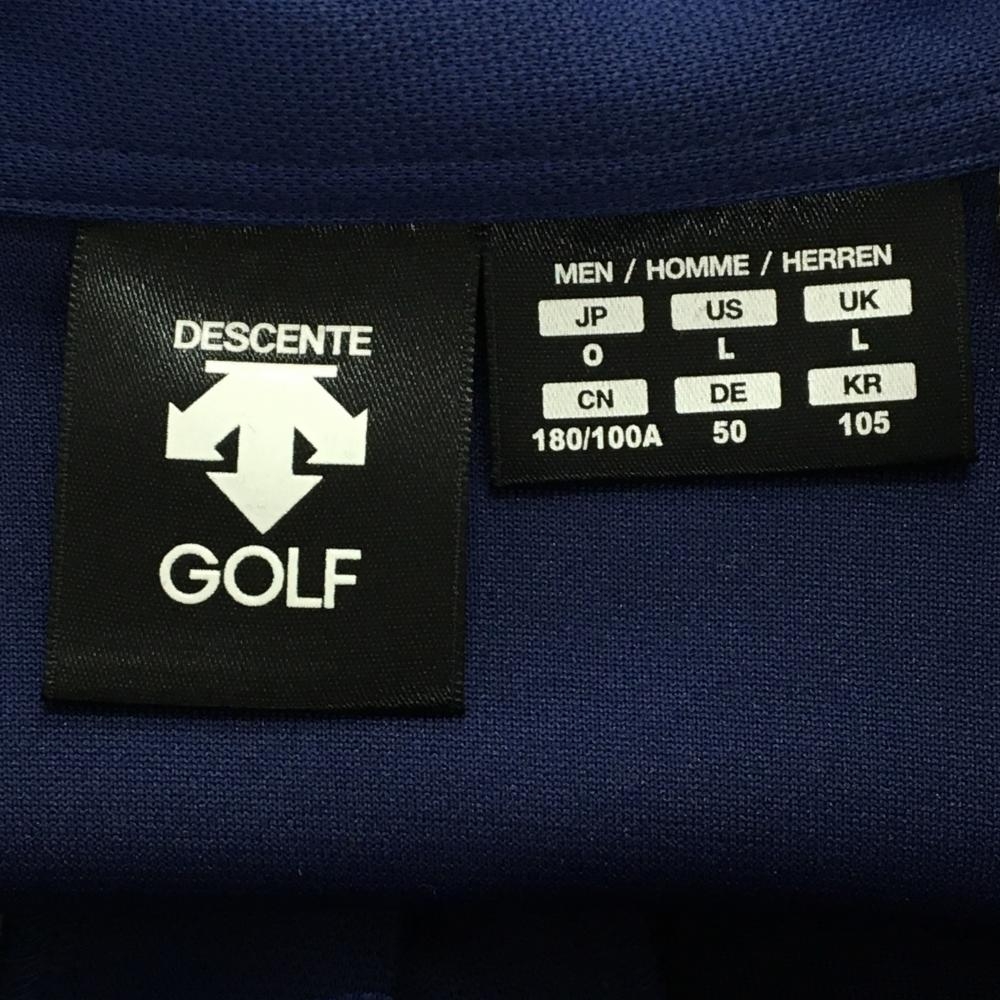 DESCENTE
GOLF
MEN / HOMME / HERREN
JP US UK
O L L
CN DE KR
180/100A 50 105